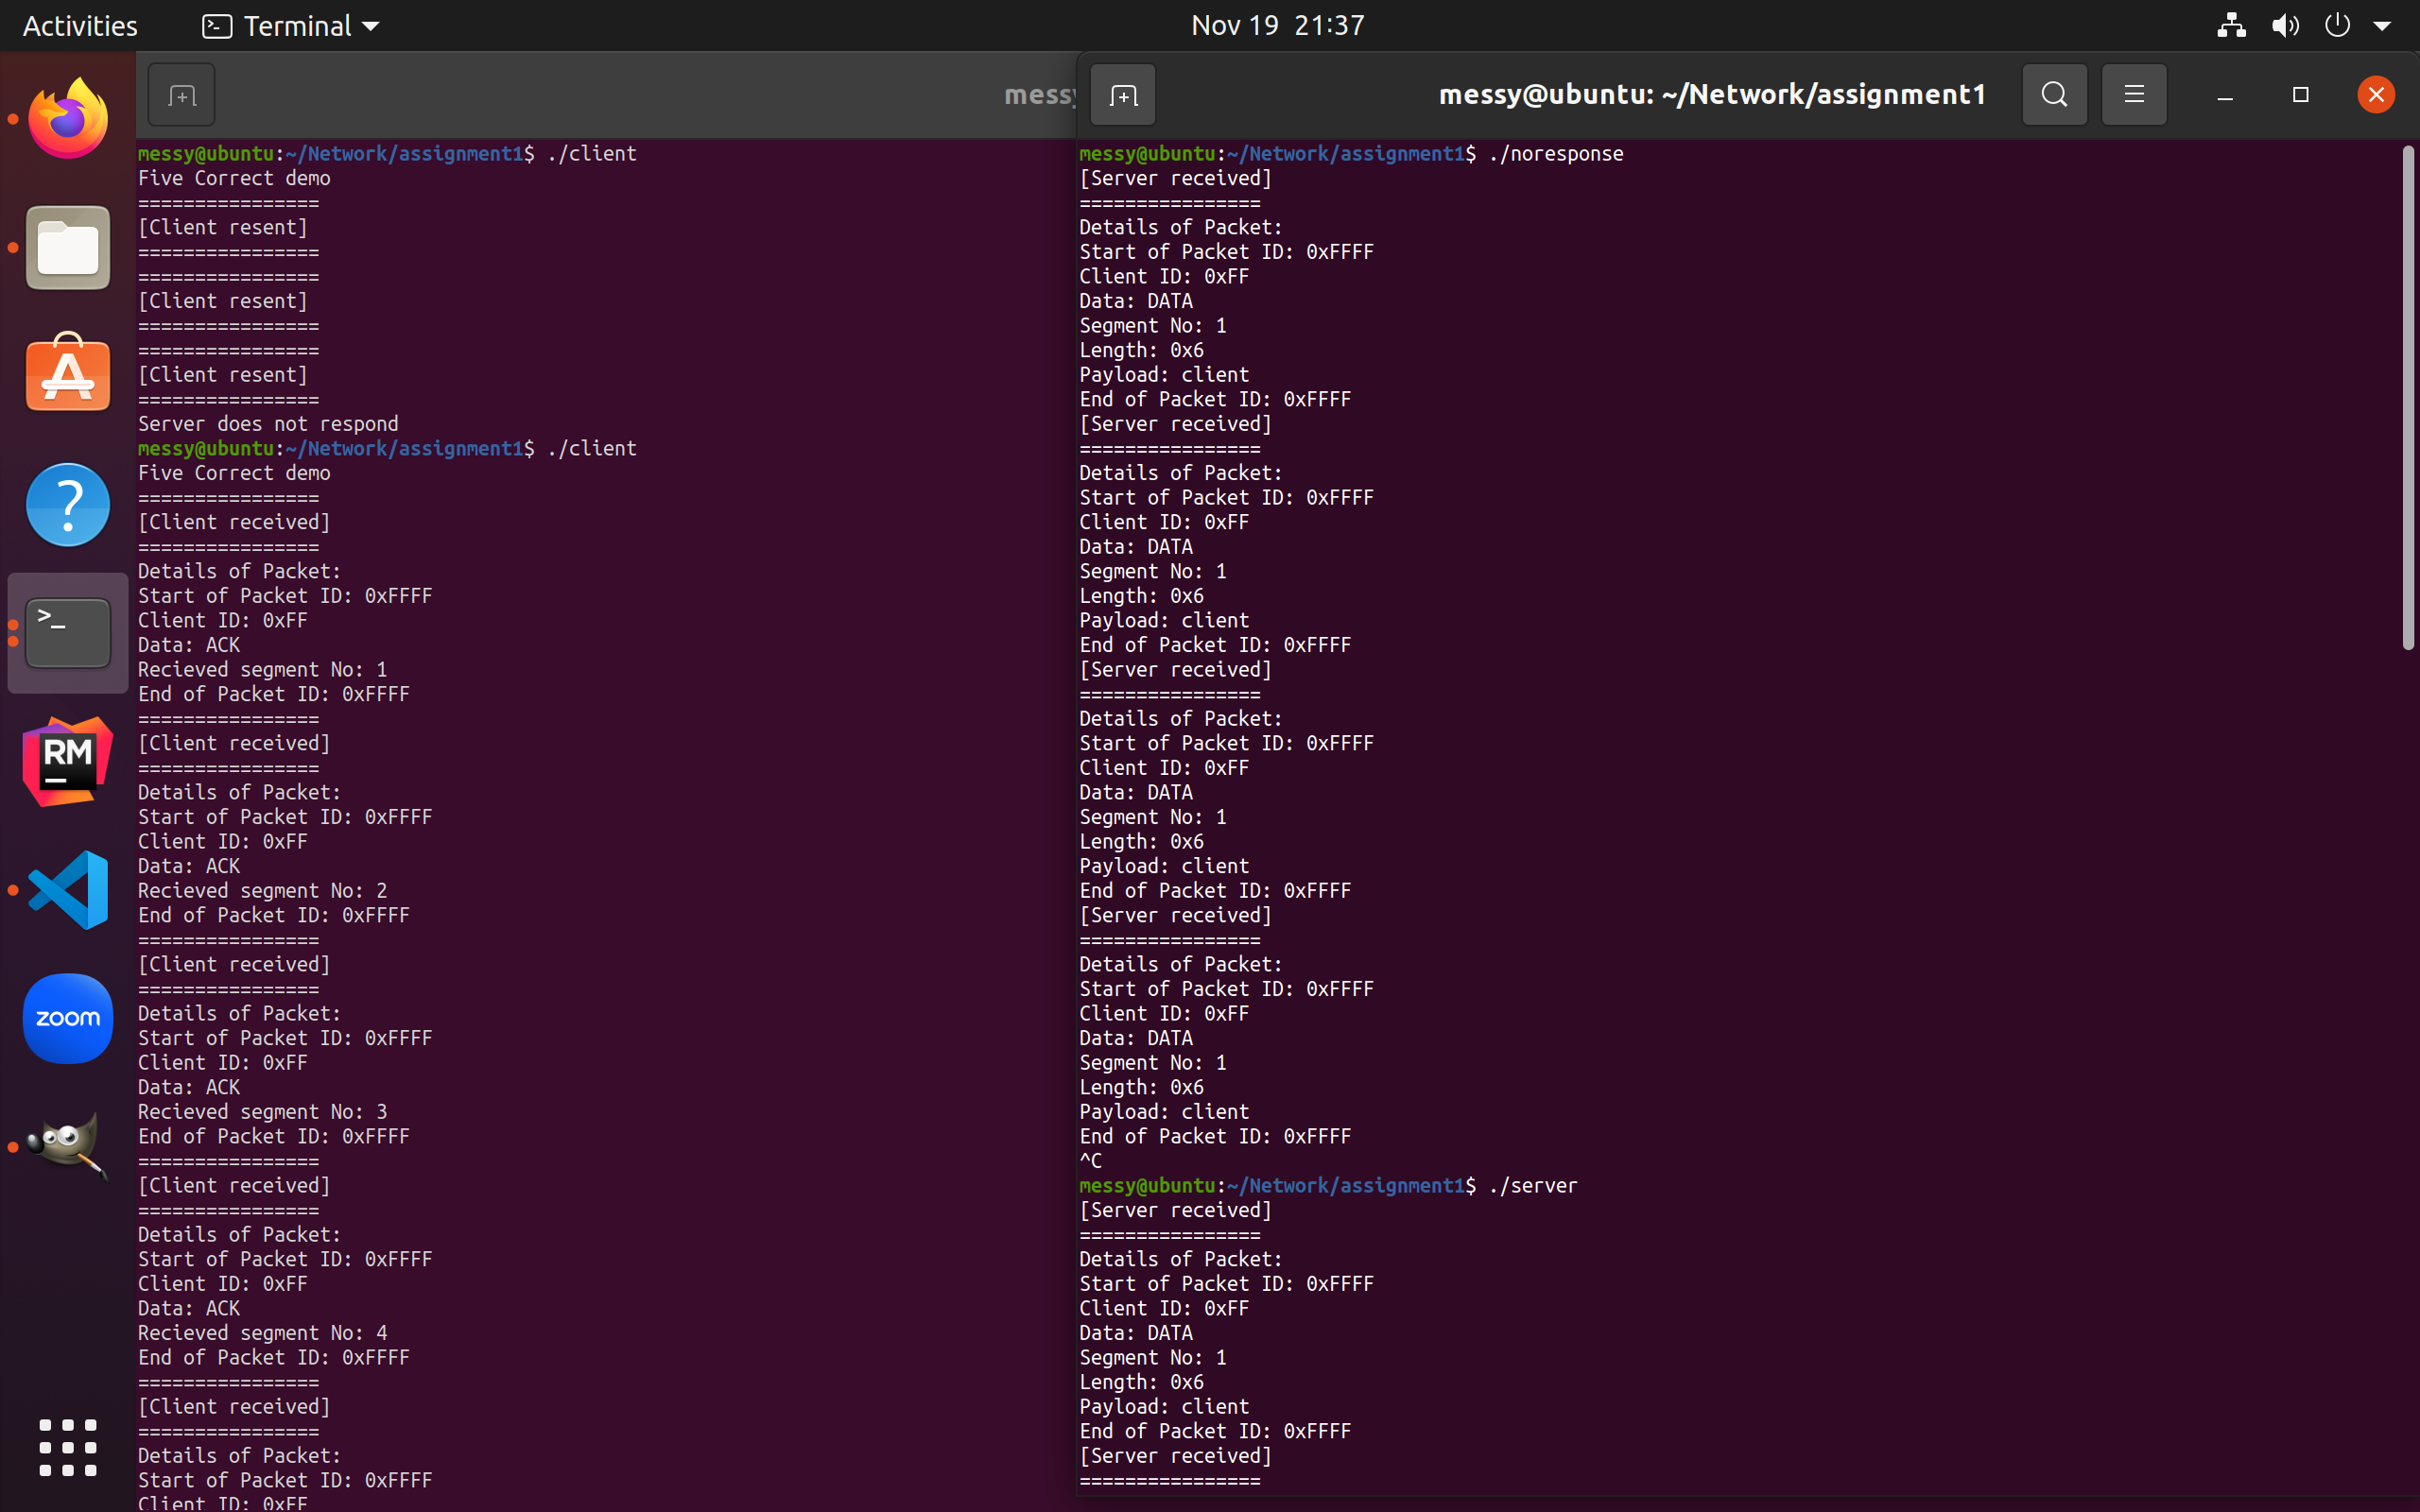 Activities
Terminal
Nov 19 21:37
messy
messy@ubuntu:~/Network/assignment1$ ./client
Five Correct demo
================
[Client resent]
================
================
[Client resent]
================
================
[Client resent]
================
Server does not respond
messy@ubuntu:~/Network/assignment1$ ./client
Five Correct demo
================
[Client received]
================
Details of Packet:
Start of Packet ID: 0xFFFF
Client ID: 0xFF
Data: ACK
Recieved segment No: 1
End of Packet ID: 0xFFFF
================
[Client received]
================
Details of Packet:
Start of Packet ID: 0xFFFF
Client ID: 0xFF
Data: ACK
Recieved segment No: 2
End of Packet ID: 0xFFFF
================
[Client received]
================
Details of Packet:
Start of Packet ID: 0xFFFF
Client ID: 0xFF
Data: ACK
Recieved segment No: 3
End of Packet ID: 0xFFFF
================
[Client received]
================
Details of Packet:
Start of Packet ID: 0xFFFF
Client ID: 0xFF
Data: ACK
Recieved segment No: 4
End of Packet ID: 0xFFFF
================
[Client received]
================
Details of Packet:
Start of Packet ID: 0xFFFF
Client ID: 0xFF
messy@ubuntu: ~/Network/assignment1
messy@ubuntu:~/Network/assignment1$ ./noresponse
[Server received]
================
Details of Packet:
Start of Packet ID: 0xFFFF
Client ID: 0xFF
Data: DATA
Segment No: 1
Length: 0x6
Payload: client
End of Packet ID: 0xFFFF
[Server received]
================
Details of Packet:
Start of Packet ID: 0xFFFF
Client ID: 0xFF
Data: DATA
Segment No: 1
Length: 0x6
Payload: client
End of Packet ID: 0xFFFF
[Server received]
================
Details of Packet:
Start of Packet ID: 0xFFFF
Client ID: 0xFF
Data: DATA
Segment No: 1
Length: 0x6
Payload: client
End of Packet ID: 0xFFFF
[Server received]
================
Details of Packet:
Start of Packet ID: 0xFFFF
Client ID: 0xFF
Data: DATA
Segment No: 1
Length: 0x6
Payload: client
End of Packet ID: 0xFFFF
^C
messy@ubuntu:~/Network/assignment1$ ./server
[Server received]
================
Details of Packet:
Start of Packet ID: 0xFFFF
Client ID: 0xFF
Data: DATA
Segment No: 1
Length: 0x6
Payload: client
End of Packet ID: 0xFFFF
[Server received]
================
A
?
>_
RM
zoom